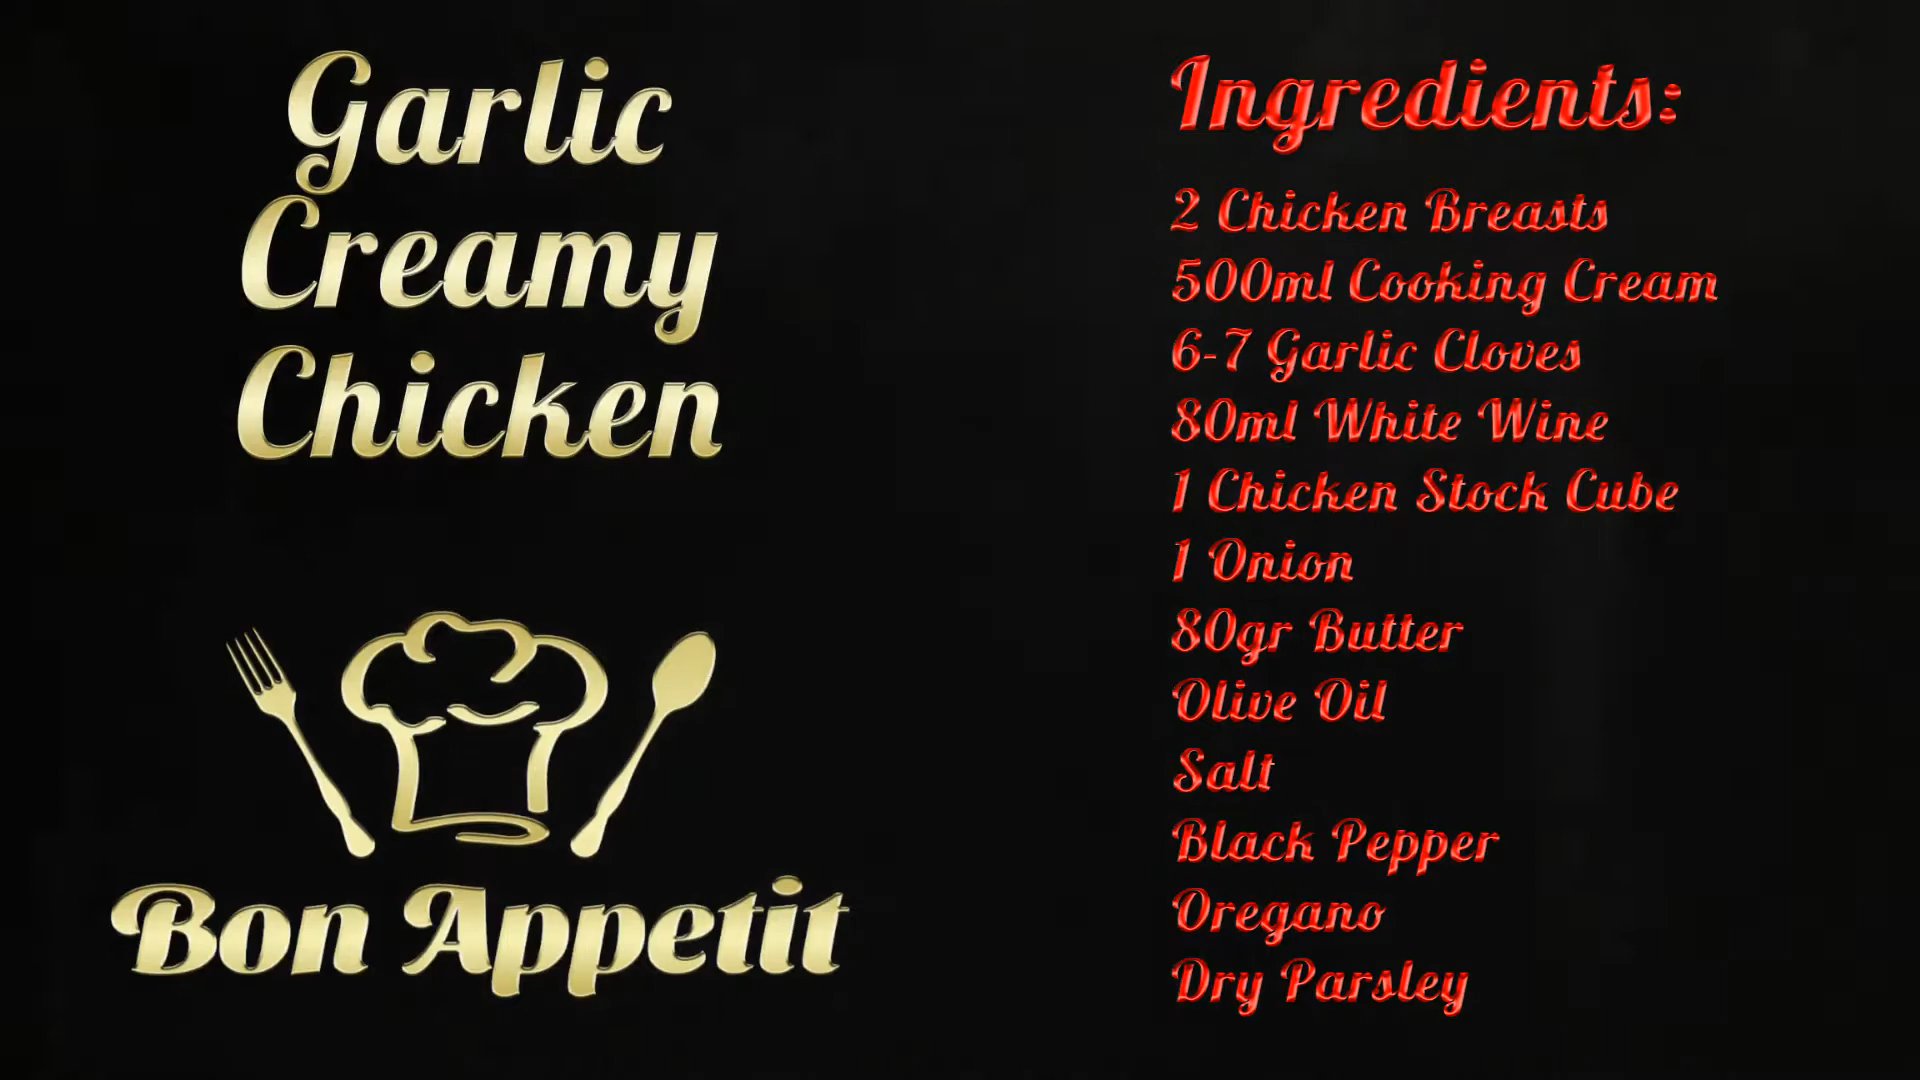 Garlic
Creamy
Chicken
Bon Appetit
Ingredients:
2 Chicken Breasts
500ml Cooking Cream
6-7 Garlic Cloves
80ml White Wine
1 Chicken Stock Cube
1 Onion
80gr Butter
Olive Oil
Salt
Black Pepper
Oregano
Dry Parsley